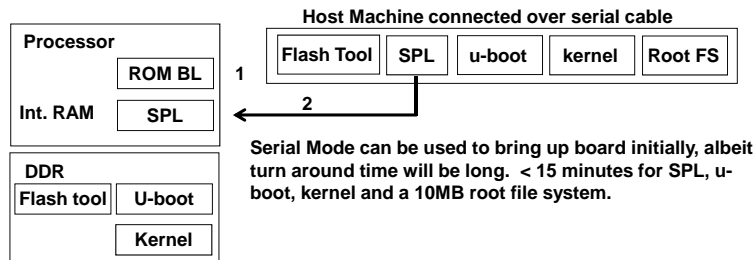 Host Machine connected over serial cable
Processor
ROM BL
1
Flash Tool
SPL
u-boot
kernel
Root FS
Int. RAM
SPL
2
Serial Mode can be used to bring up board initially, albeit
turn around time will be long. < 15 minutes for SPL, u-
boot, kernel and a 10MB root file system.
DDR
Flash tool
U-boot
Kernel